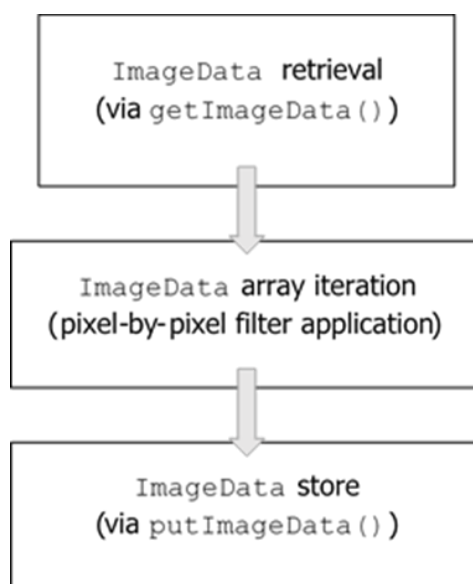 ImageData retrieval
(via getImageData())
ImageData array iteration
(pixel-by-pixel filter application)
ImageData store
(via putImageData())